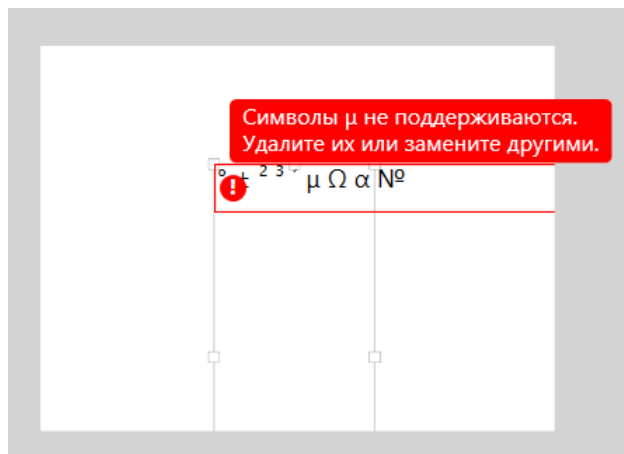 Символы μ не поддерживаются.
Удалите их или замените другими.
° ± ² ³ μ Ω α №